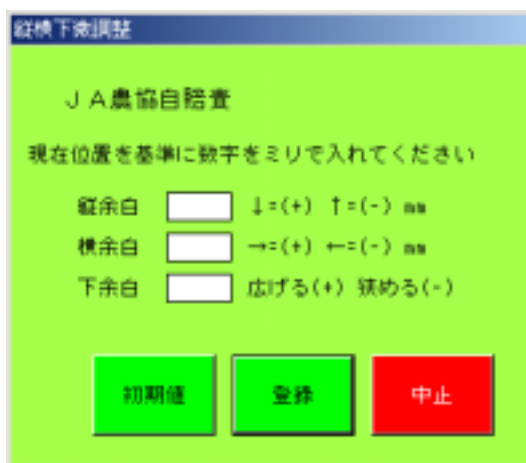 縦横下微調整
ＪＡ農協自賠責
現在位置を基準に数字をミリで入れてください
縦余白 ↓=(+) ↑=(-) mm
横余白 →=(+) ←=(-) mm
下余白 広げる(+) 狭める(-)
初期値 登録 中止